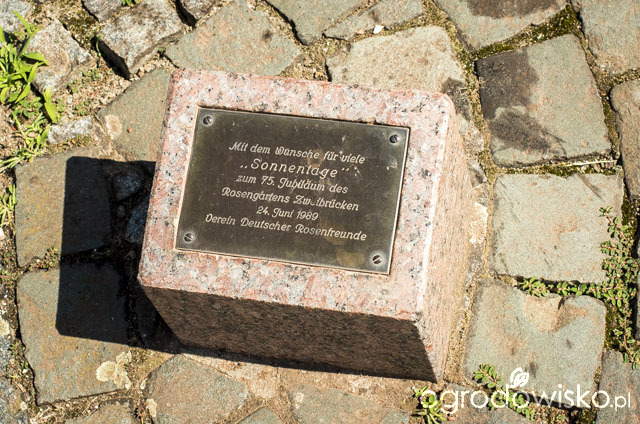 Mit dem Wunsche für viele
„Sonnentage"
zum 75. Jubiläum des
Rosengartens Zweibrücken
24. Juni 1989
Verein Deutscher Rosenfreunde
ogrodowisko.pl